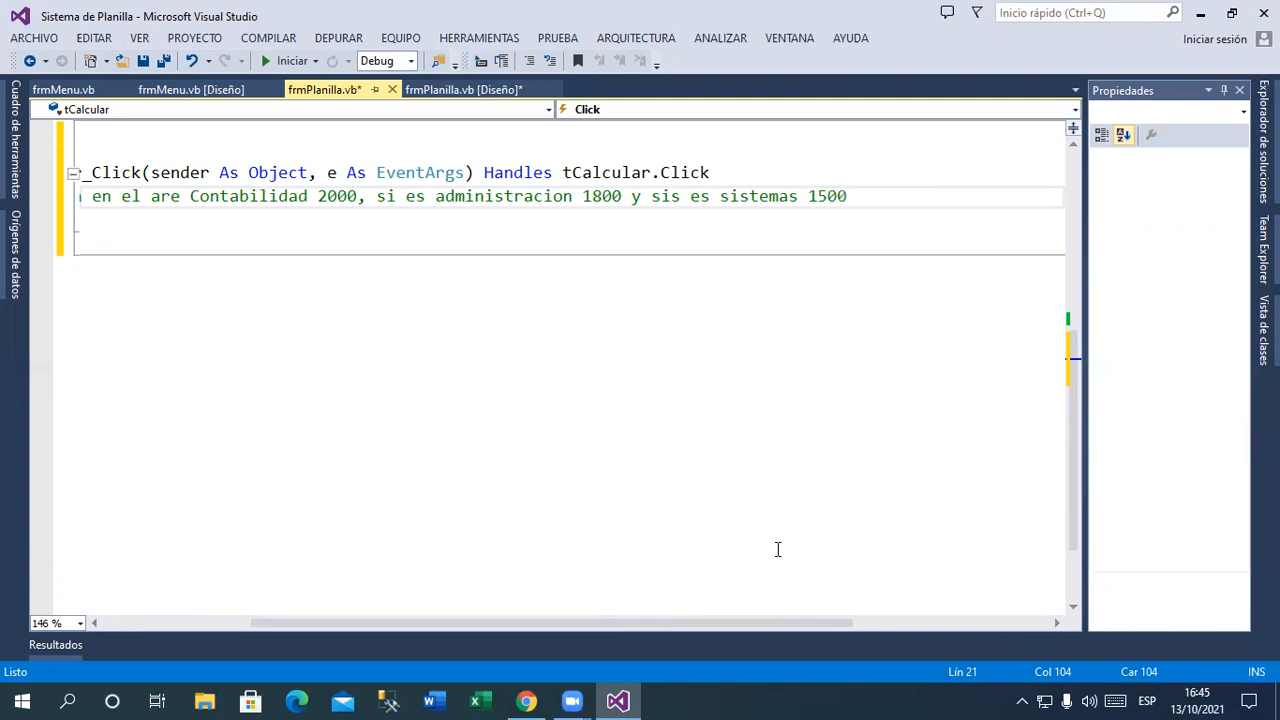 Sistema de Planilla - Microsoft Visual Studio
Inicio rápido (Ctrl+Q)
ARCHIVO EDITAR VER PROYECTO COMPILAR DEPURAR EQUIPO HERRAMIENTAS PRUEBA ARQUITECTURA ANALIZAR VENTANA AYUDA
Iniciar sesión
Iniciar
Debug
frmMenu.vb
frmMenu.vb [Diseño]
frmPlanilla.vb*
frmPlanilla.vb [Diseño]*
tCalcular
Click
Cuadro de herramientas
Orígenes de datos
_Click(sender As Object, e As EventArgs) Handles tCalcular.Click
en el are Contabilidad 2000, si es administracion 1800 y sis es sistemas 1500
146 %
Propiedades
Explorador de soluciones
Team Explorer
Vista de clases
Resultados
Listo
Lín 21
Col 104
Car 104
INS
ESP
16:45
13/10/2021